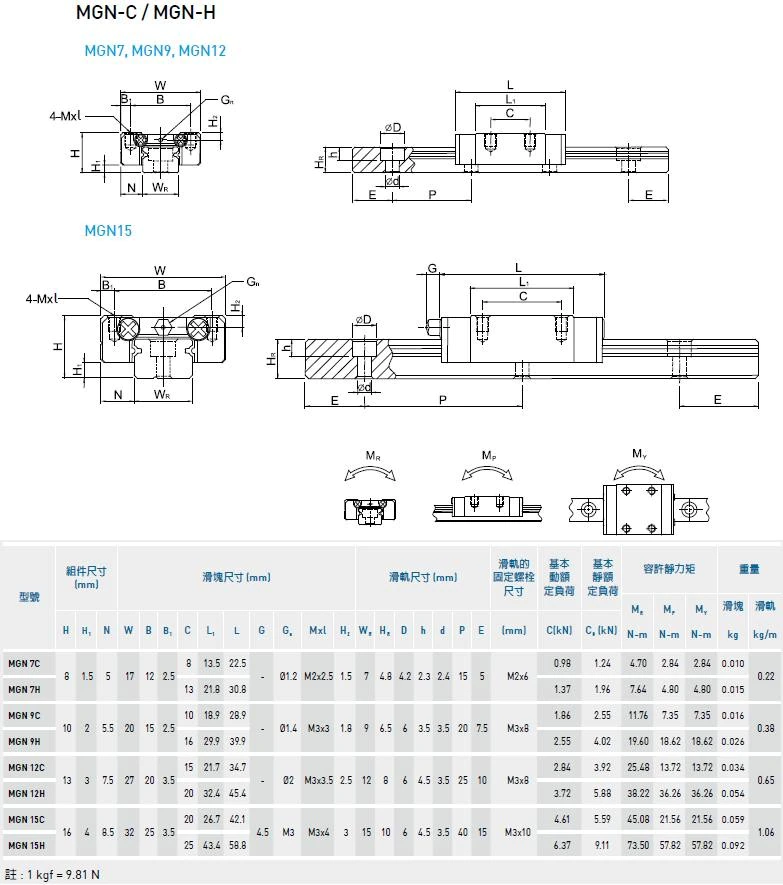 MGN-C / MGN-H
MGN7, MGN9, MGN12
W
B1 B Gn
4-Mxl
H2
H
H1
N WR
L
L1
C
ØD
h
HR
Ød
E P E
MGN15
W
B1 B Gn
4-Mxl
H2
H
H1
N WR
G L
L1
C
ØD
h
HR
Ød
E P E
MR MP MY
型號 組件尺寸 (mm) 滑塊尺寸 (mm) 滑軌尺寸 (mm) 滑軌的固定螺栓尺寸 基本動額定負荷 基本靜額定負荷 容許靜力矩 重量
MR MP MY 滑塊 滑軌
H H1 N W B B1 C L1 L G Gn Mxl H2 WR HR D h d P E (mm) C(kN) C0 (kN) N-m N-m N-m kg kg/m
MGN 7C 8 13.5 22.5 0.98 1.24 4.70 2.84 2.84 0.010
8 1.5 5 17 12 2.5 - Ø1.2 M2x2.5 1.5 7 4.8 4.2 2.3 2.4 15 5 M2x6 0.22
MGN 7H 13 21.8 30.8 1.37 1.96 7.64 4.80 4.80 0.015
MGN 9C 10 18.9 28.9 1.86 2.55 11.76 7.35 7.35 0.016
10 2 5.5 20 15 2.5 - Ø1.4 M3x3 1.8 9 6.5 6 3.5 3.5 20 7.5 M3x8 0.38
MGN 9H 16 29.9 39.9 2.55 4.02 19.60 18.62 18.62 0.026
MGN 12C 15 21.7 34.7 2.84 3.92 25.48 13.72 13.72 0.034
13 3 7.5 27 20 3.5 - Ø2 M3x3.5 2.5 12 8 6 4.5 3.5 25 10 M3x8 0.65
MGN 12H 20 32.4 45.4 3.72 5.88 38.22 36.26 36.26 0.054
MGN 15C 20 26.7 42.1 4.61 5.59 45.08 21.56 21.56 0.059
16 4 8.5 32 25 3.5 4.5 M3 M3x4 3 15 10 6 4.5 3.5 40 15 M3x10 1.06
MGN 15H 25 43.4 58.8 6.37 9.11 73.50 57.82 57.82 0.092
註 : 1 kgf = 9.81 N